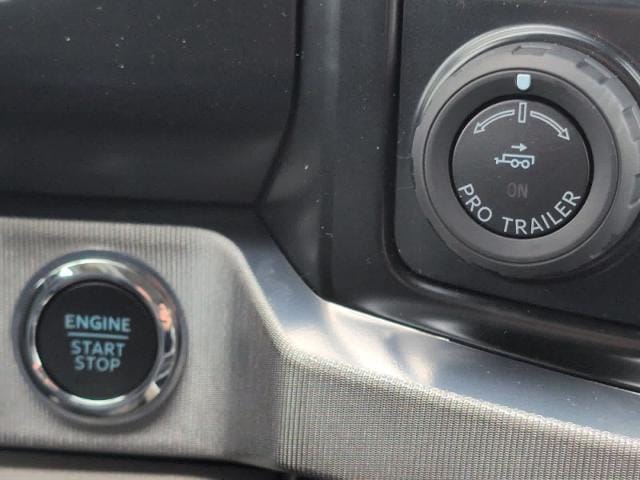 ENGINE
START
STOP
ON
PRO TRAILER